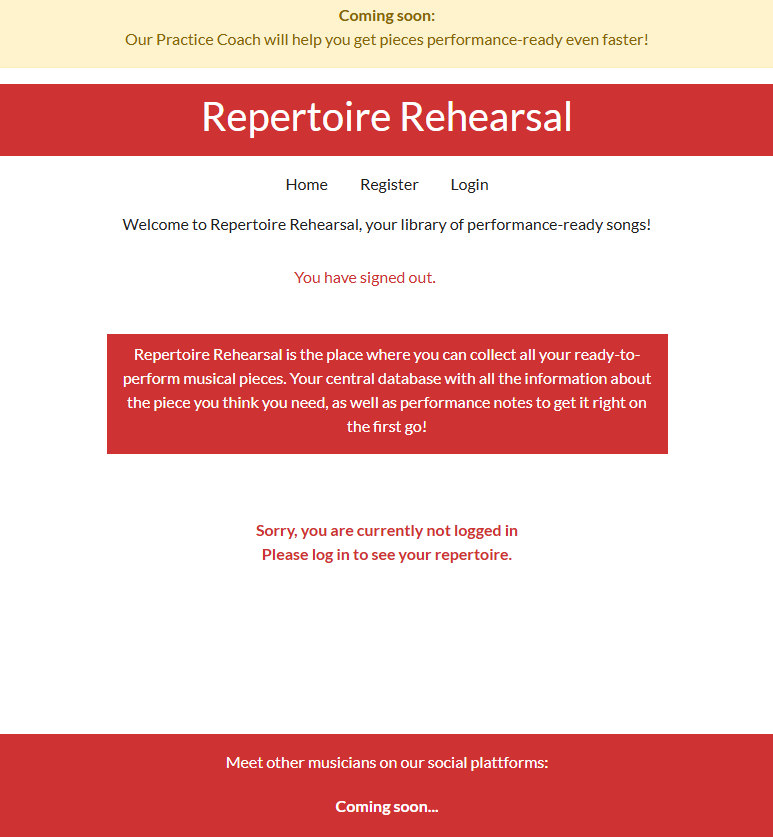 Coming soon:
Our Practice Coach will help you get pieces performance-ready even faster!
Repertoire Rehearsal
Home Register Login
Welcome to Repertoire Rehearsal, your library of performance-ready songs!
You have signed out.
Repertoire Rehearsal is the place where you can collect all your ready-to-
perform musical pieces. Your central database with all the information about
the piece you think you need, as well as performance notes to get it right on
the first go!
Sorry, you are currently not logged in
Please log in to see your repertoire.
Meet other musicians on our social plattforms:
Coming soon...